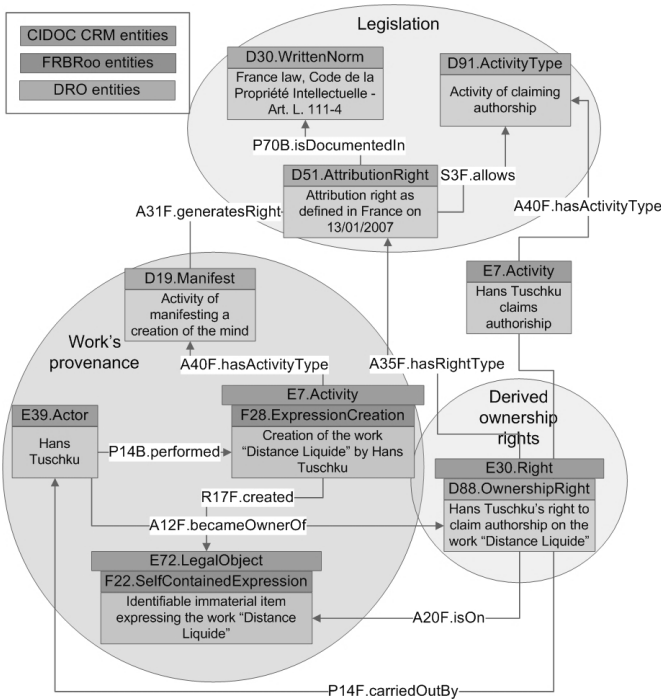 CIDOC CRM entities
FRBRoo entities
DRO entities
Legislation
D30.WrittenNorm
France law, Code de la
Propriété Intellectuelle -
Art. L. 111-4
D91.ActivityType
Activity of claiming
authorship
P70B.isDocumentedIn
D51.AttributionRight
Attribution right as
defined in France on
13/01/2007
S3F.allows
A31F.generatesRight
A40F.hasActivityType
D19.Manifest
Activity of
manifesting a
creation of the mind
E7.Activity
Hans Tuschku
claims
authoriship
Work's
provenance
A40F.hasActivityType
A35F.hasRightType
E7.Activity
F28.ExpressionCreation
Creation of the work
“Distance Liquide” by Hans
Tuschku
Derived
ownership
rights
E39.Actor
Hans
Tuschku
P14B.performed
E30.Right
D88.OwnershipRight
Hans Tuschku's right to
claim authorship on the
work “Distance Liquide”
R17F.created
A12F.becameOwnerOf
E72.LegalObject
F22.SelfContainedExpression
Identifiable immaterial item
expressing the work “Distance
Liquide”
A20F.isOn
P14F.carriedOutBy